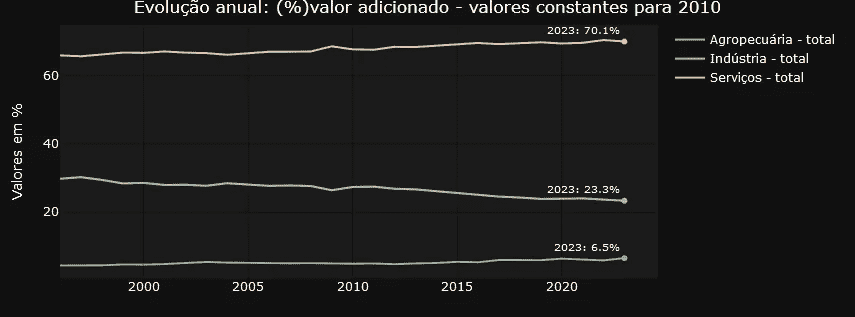 Evolução anual: (%)valor adicionado - valores constantes para 2010
2023: 70.1%
Agropecuária - total
Indústria - total
Serviços - total
Valores em %
60
40
20
2023: 23.3%
2023: 6.5%
2000
2005
2010
2015
2020